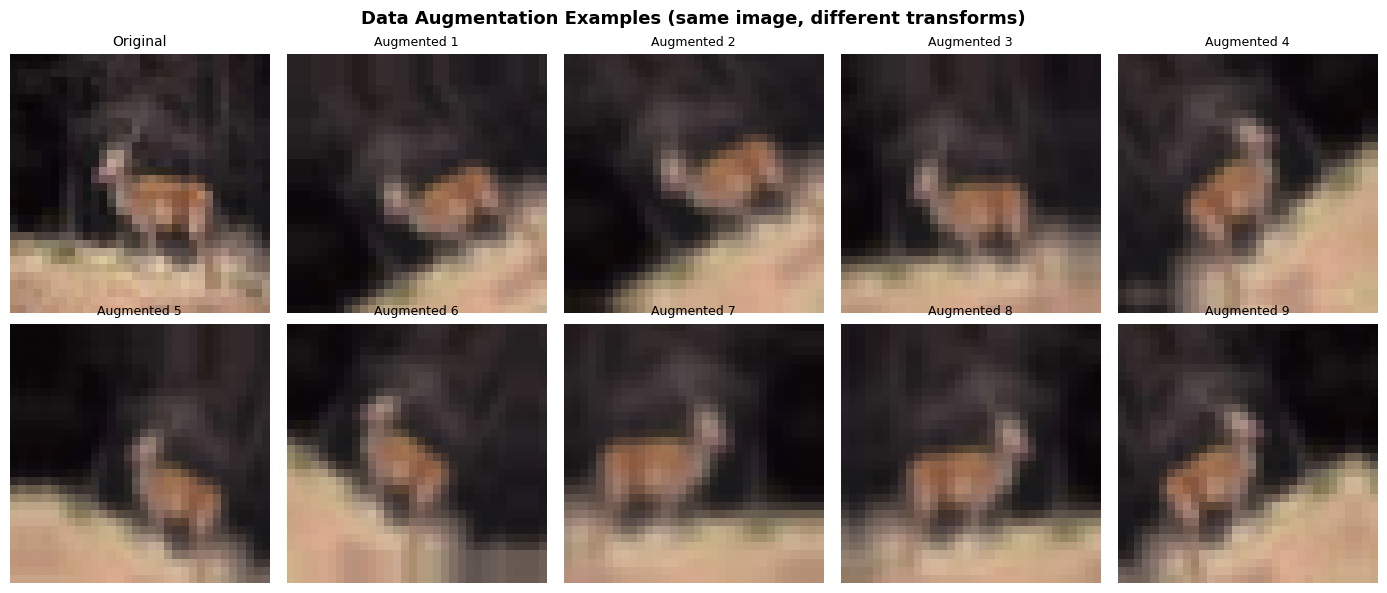 Data Augmentation Examples (same image, different transforms)
Original
Augmented 1
Augmented 2
Augmented 3
Augmented 4
Augmented 5
Augmented 6
Augmented 7
Augmented 8
Augmented 9